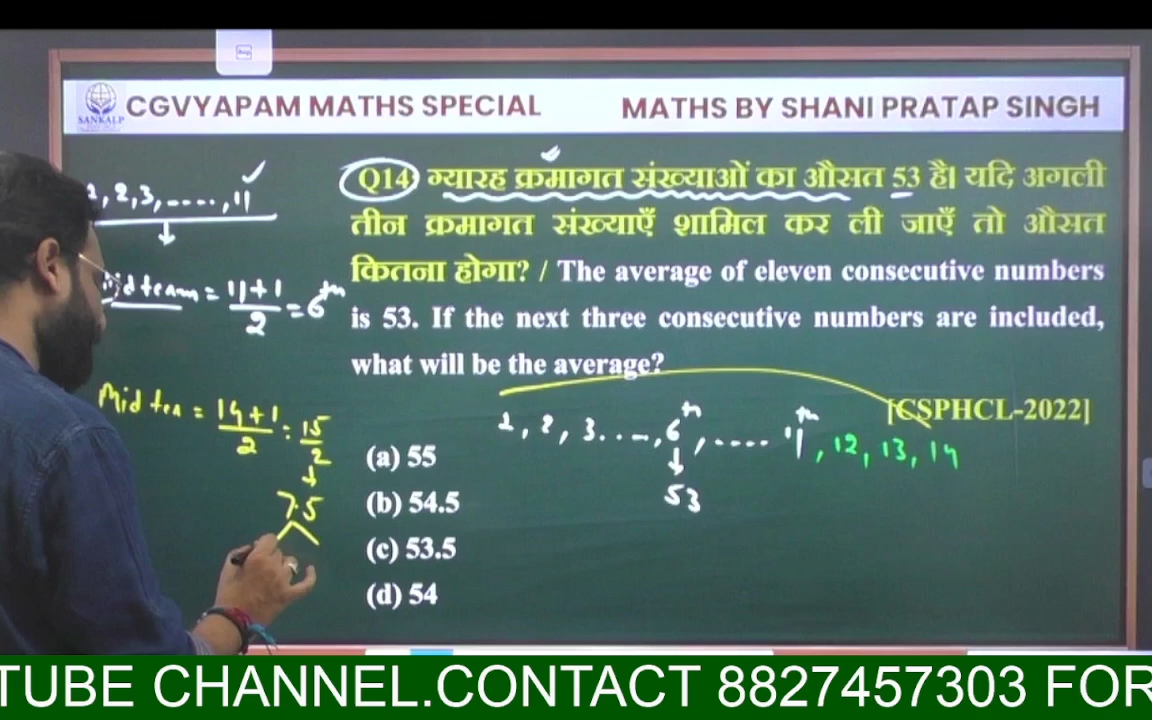 SANKALP
CGVYAPAM MATHS SPECIAL
MATHS BY SHANI PRATAP SINGH
Q14 ग्यारह क्रमागत संख्याओं का औसत 53 है। यदि अगली
तीन क्रमागत संख्याएँ शामिल कर ली जाएँ तो औसत
कितना होगा? / The average of eleven consecutive numbers
is 53. If the next three consecutive numbers are included,
what will be the average?
[CSPHCL-2022]
(a) 55
(b) 54.5
(c) 53.5
(d) 54
, 2, 3, ....., 11
team = 11+1/2 = 6th
Mid ten = 14+1/2 : 15/2
7.5
1, 2, 3...., 6th, ..... 11th, 12, 13, 14
53
TUBE CHANNEL.CONTACT 8827457303 FOR